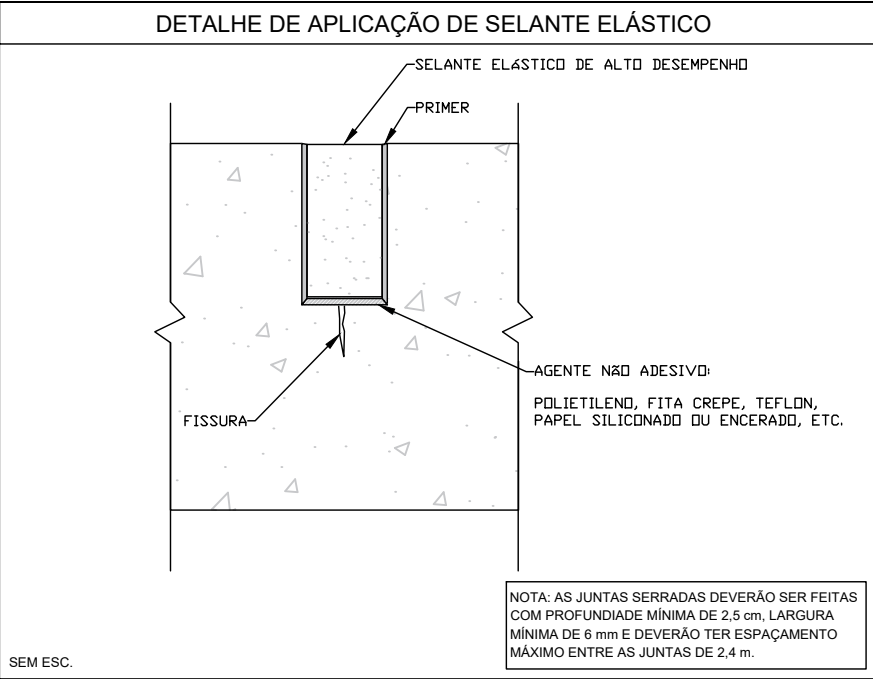 DETALHE DE APLICAÇÃO DE SELANTE ELÁSTICO
SELANTE ELÁSTICO DE ALTO DESEMPENHO
PRIMER
FISSURA
AGENTE NÃO ADESIVO:
POLIETILENO, FITA CREPE, TEFLON,
PAPEL SILICONADO OU ENCERADO, ETC.
NOTA: AS JUNTAS SERRADAS DEVERÃO SER FEITAS
COM PROFUNDIADE MÍNIMA DE 2,5 cm, LARGURA
MÍNIMA DE 6 mm E DEVERÃO TER ESPAÇAMENTO
MÁXIMO ENTRE AS JUNTAS DE 2,4 m.
SEM ESC.